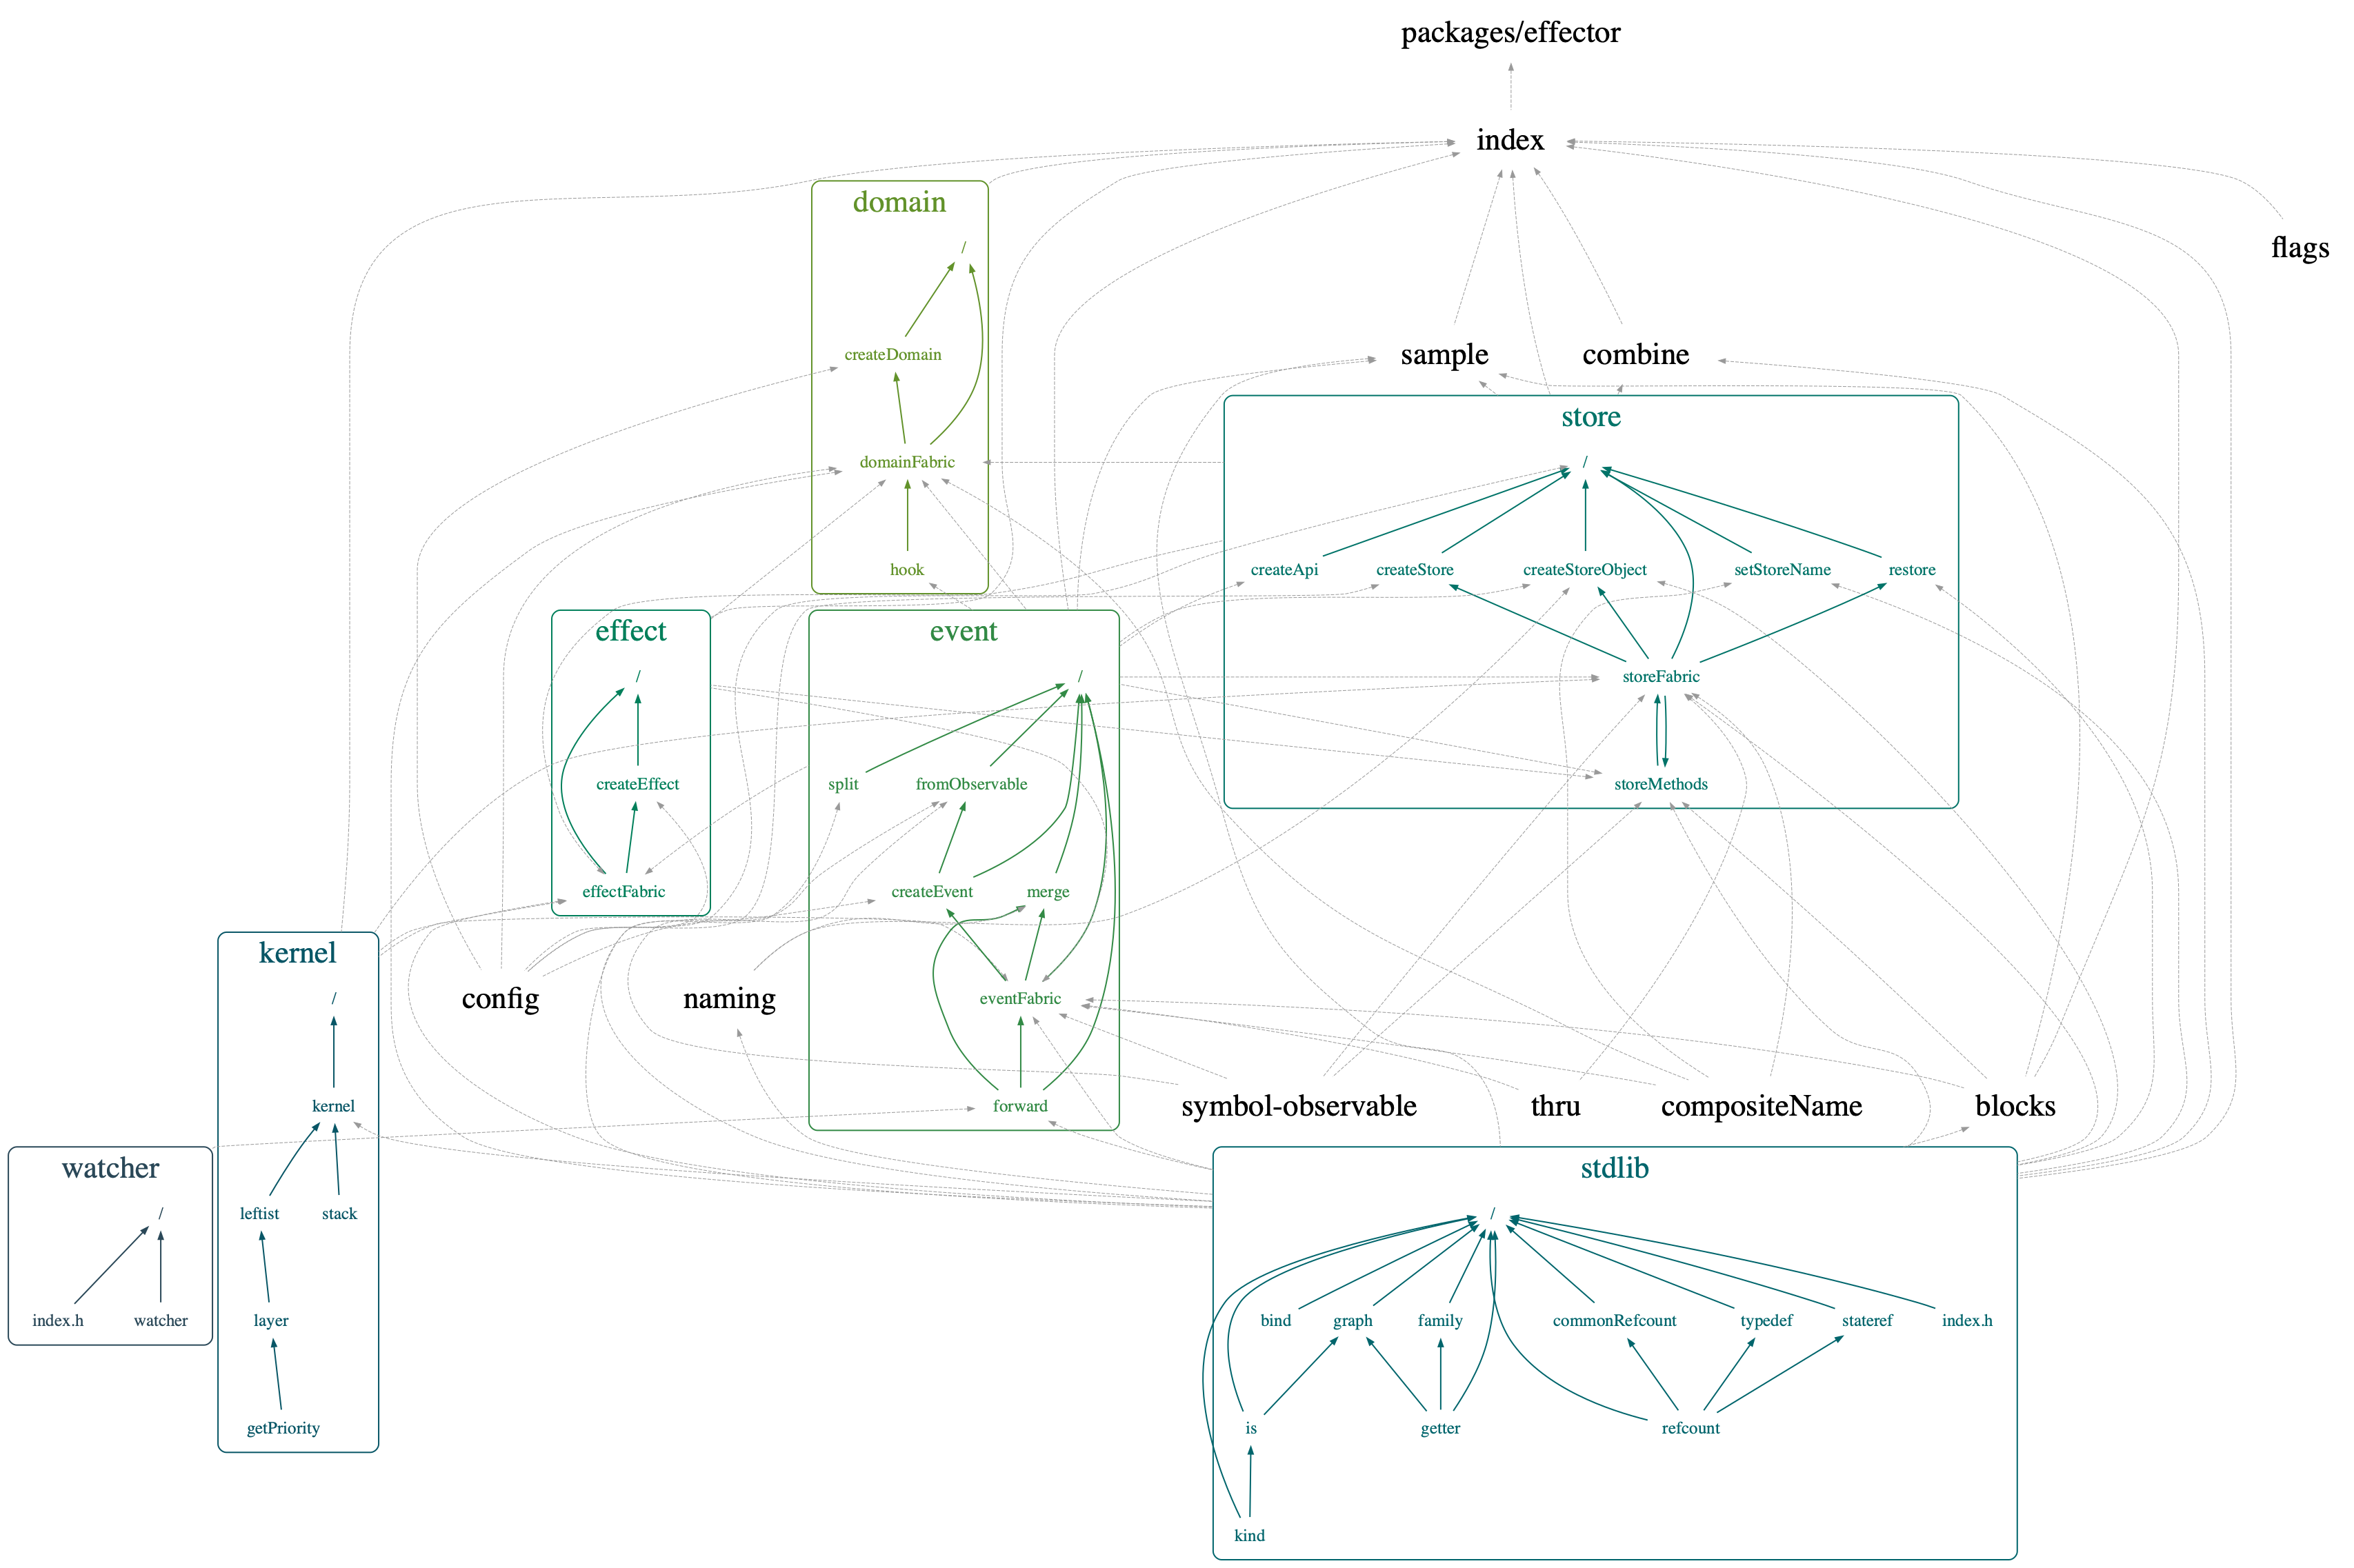 packages/effector
index
domain
/
flags
createDomain
sample
combine
store
domainFabric
/
hook
createApi
createStore
createStoreObject
setStoreName
restore
effect
/
event
/
storeFabric
createEffect
split
fromObservable
storeMethods
effectFabric
createEvent
merge
kernel
/
config
naming
eventFabric
kernel
forward
symbol-observable
thru
compositeName
blocks
watcher
/
leftist
stack
stdlib
/
index.h
watcher
layer
bind
graph
family
commonRefcount
typedef
stateref
index.h
getPriority
is
getter
refcount
kind